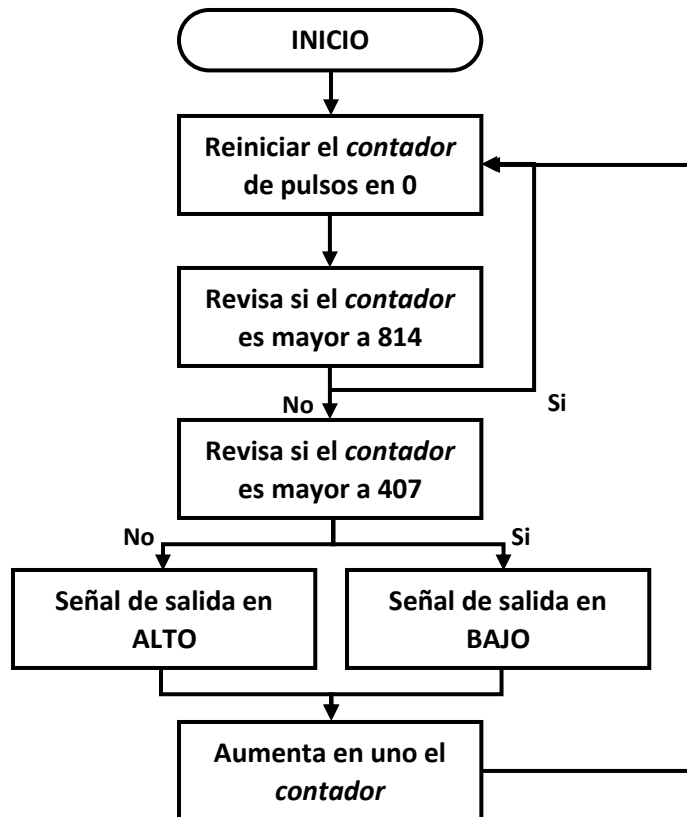 INICIO
Reiniciar el contador
de pulsos en 0
Revisa si el contador
es mayor a 814
No
Si
Revisa si el contador
es mayor a 407
No
Si
Señal de salida en
ALTO
Señal de salida en
BAJO
Aumenta en uno el
contador